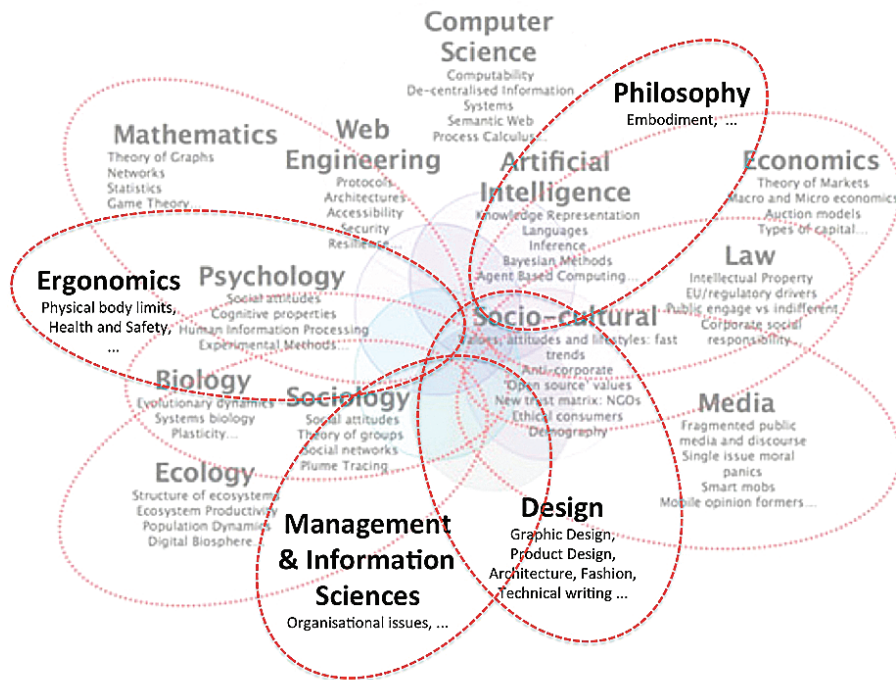 Computer
Science
Computability
De-centralised Information
Systems
Semantic Web
Process Calculus...
Philosophy
Embodiment, ...
Mathematics
Theory of Graphs
Networks
Statistics
Game Theory...
Web
Engineering
Protocols
Architectures
Accessibility
Security
Resilience...
Artificial
Intelligence
Knowledge Representation
Languages
Inference
Bayesian Methods
Agent Based Computing...
Economics
Theory of Markets
Macro and Micro economics
Auction models
Types of capital...
Law
Intellectual Property
EU/regulatory drivers
Public engage vs indifferent
Corporate social
responsibility...
Ergonomics
Physical body limits,
Health and Safety,
...
Psychology
Social attitudes
Cognitive properties
Human Information Processing
Experimental Methods...
Socio-cultural
Values, attitudes and lifestyles: fast
trends
Anti-corporate
'Open source' values
New trust matrix: NGOs
Ethical consumers
Demography
Biology
Evolutionary dynamics
Systems biology
Plasticity...
Sociology
Social attitudes
Theory of groups
Social networks
Plume Tracing
Media
Fragmented public
media and discourse
Single issue moral
panics
Smart mobs
Mobile opinion formers...
Ecology
Structure of ecosystems
Ecosystem Productivity
Population Dynamics
Digital Biosphere...
Management
& Information
Sciences
Organisational issues, ...
Design
Graphic Design,
Product Design,
Architecture, Fashion,
Technical writing ...